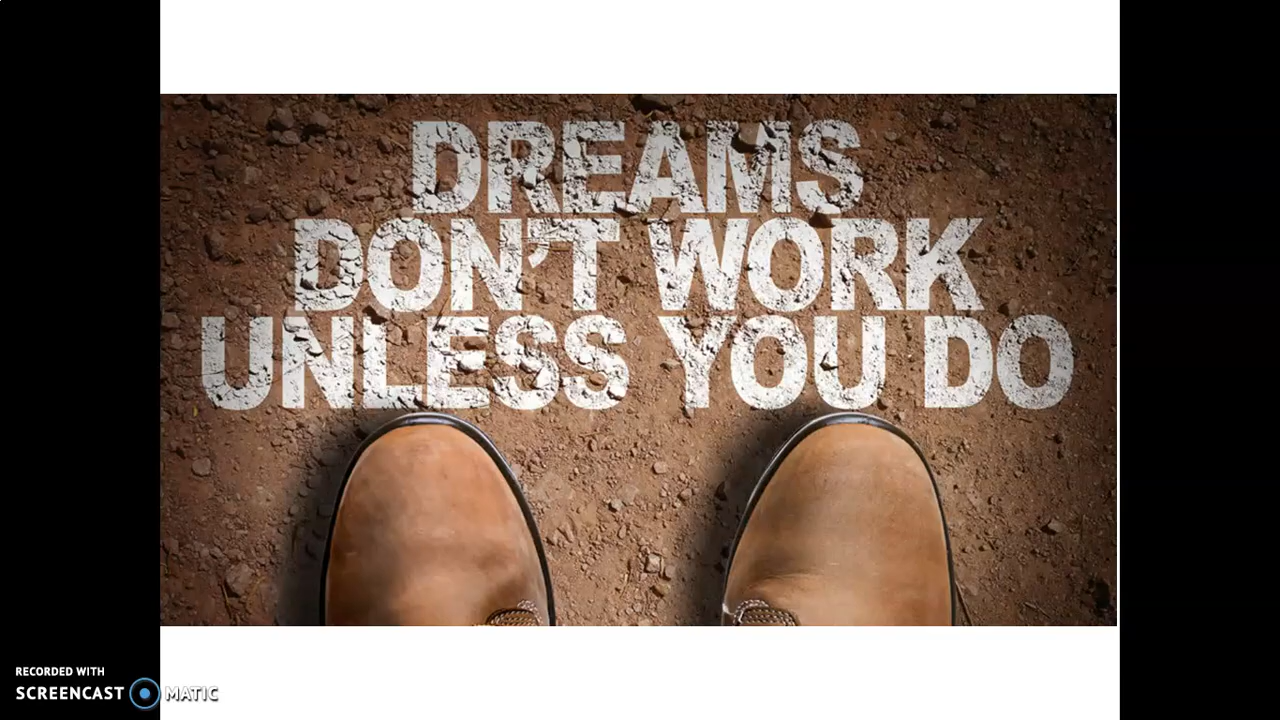 DREAMS
DON'T WORK
UNLESS YOU DO
RECORDED WITH
SCREENCAST MATIC